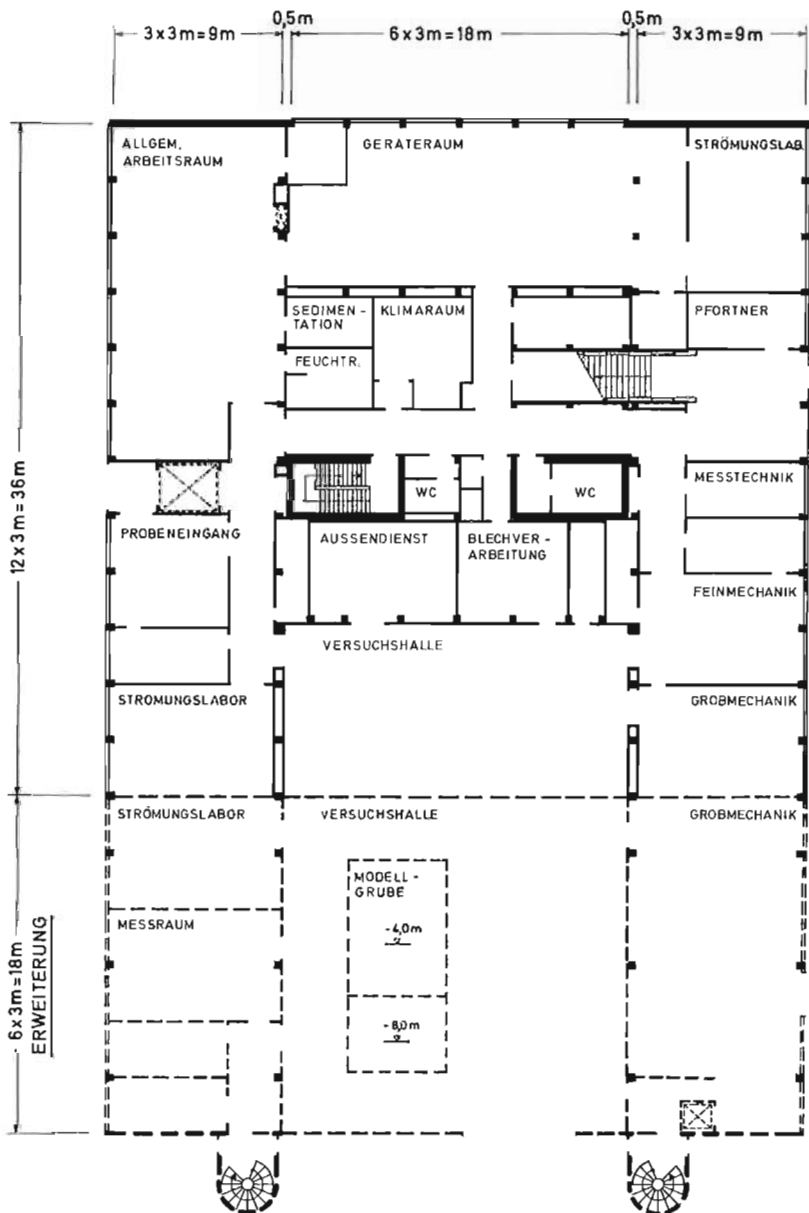 0,5m 0,5m
3x3m=9m 6x3m=18m 3x3m=9m
ALLGEM. GERÄTERAUM STRÖMUNGSLAB.
ARBEITSRAUM
SEDIMEN- KLIMARAUM PFÖRTNER
TATION
FEUCHTR.
12x3m=36m
WC WC MESSTECHNIK
PROBENEINGANG AUSSENDIENST BLECHVER-
ARBEITUNG
FEINMECHANIK
VERSUCHSHALLE
STRÖMUNGSLABOR GROBMECHANIK
STRÖMUNGSLABOR VERSUCHSHALLE GROBMECHANIK
MODELL-
GRUBE
MESSRAUM -4,0m
6x3m=18m
ERWEITERUNG
-8,0m